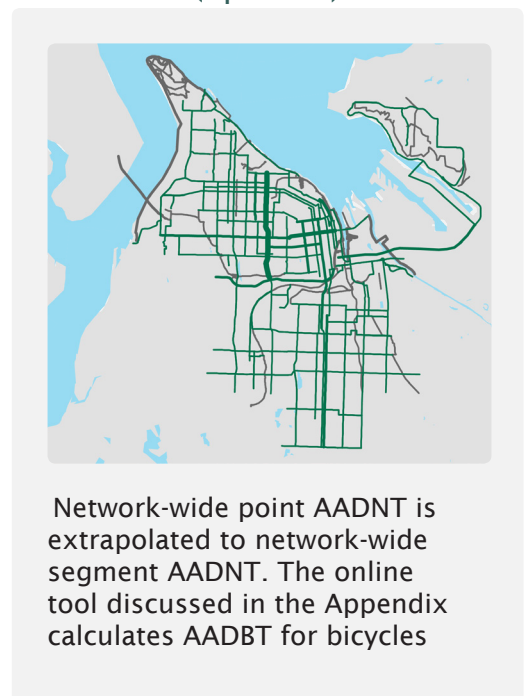 Network-wide point AADNT is
extrapolated to network-wide
segment AADNT. The online
tool discussed in the Appendix
calculates AADBT for bicycles